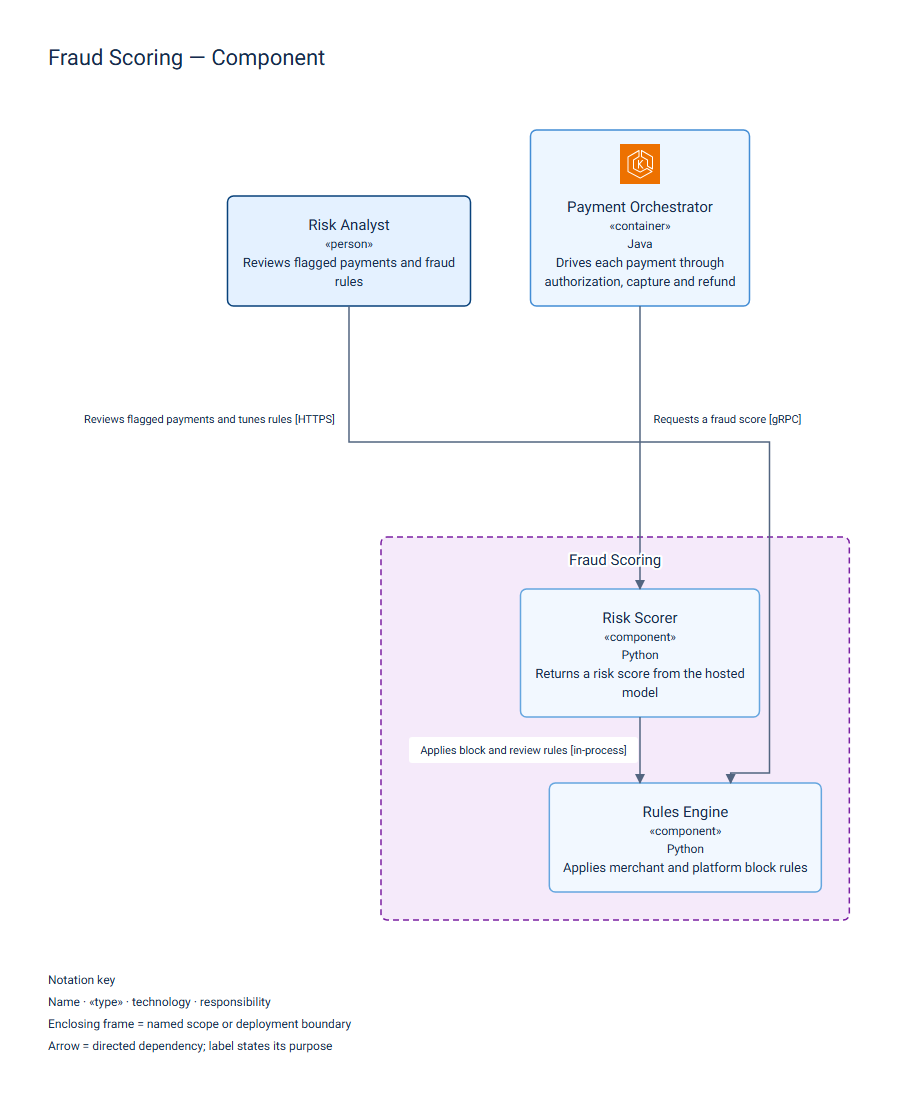 Fraud Scoring — Component
Payment Orchestrator
«container»
Java
Drives each payment through
authorization, capture and refund
Risk Analyst
«person»
Reviews flagged payments and fraud
rules
Reviews flagged payments and tunes rules [HTTPS]
Requests a fraud score [gRPC]
Fraud Scoring
Risk Scorer
«component»
Python
Returns a risk score from the hosted
model
Applies block and review rules [in-process]
Rules Engine
«component»
Python
Applies merchant and platform block rules
Notation key
Name · «type» · technology · responsibility
Enclosing frame = named scope or deployment boundary
Arrow = directed dependency; label states its purpose